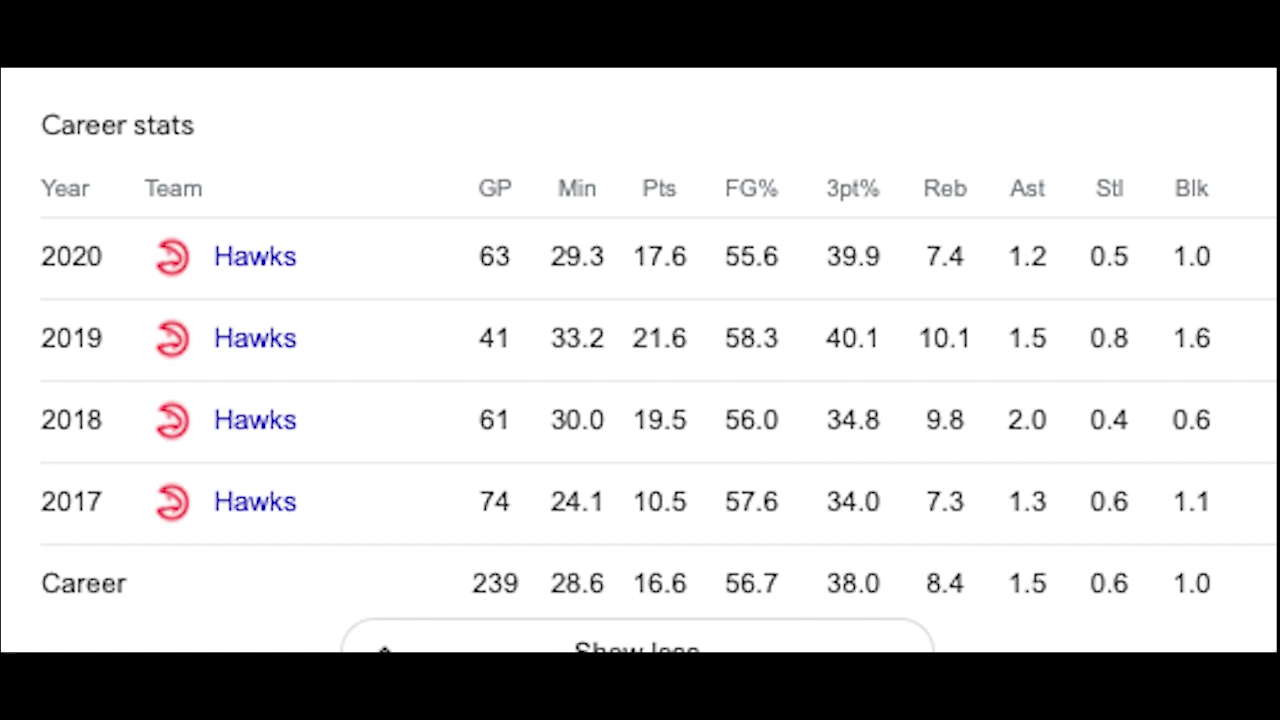 Career stats
Year Team GP Min Pts FG% 3pt% Reb Ast Stl Blk
2020 Hawks 63 29.3 17.6 55.6 39.9 7.4 1.2 0.5 1.0
2019 Hawks 41 33.2 21.6 58.3 40.1 10.1 1.5 0.8 1.6
2018 Hawks 61 30.0 19.5 56.0 34.8 9.8 2.0 0.4 0.6
2017 Hawks 74 24.1 10.5 57.6 34.0 7.3 1.3 0.6 1.1
Career 239 28.6 16.6 56.7 38.0 8.4 1.5 0.6 1.0
Show less